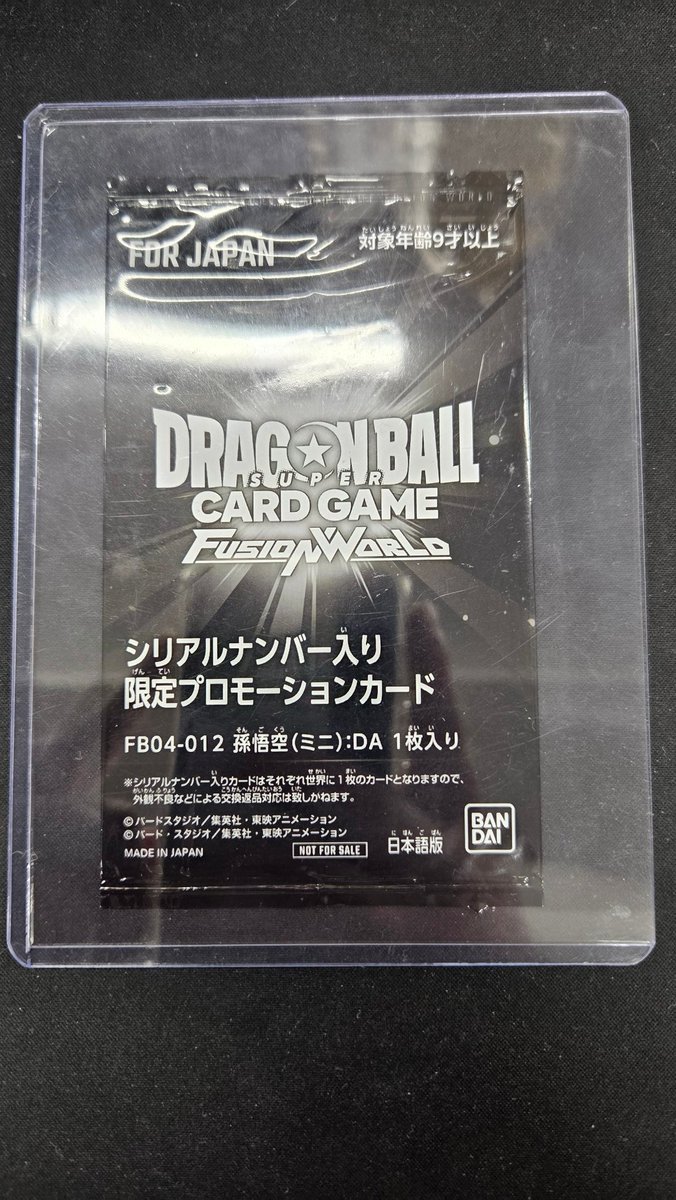 FOR JAPAN
対象年齢9才以上
DRAGON BALL
SUPER
CARD GAME
FUSION WORLD
シリアルナンバー入り
限定プロモーションカード
FB04-012 孫悟空(ミニ):DA 1枚入り
※シリアルナンバー入りカードはそれぞれ世界に1枚のカードとなりますので、
外観不良などによる交換返品対応は致しかねます。
©バードスタジオ/集英社・東映アニメーション
©バード・スタジオ/集英社・東映アニメーション
MADE IN JAPAN
NOT FOR SALE
日本語版
BAN
DAI